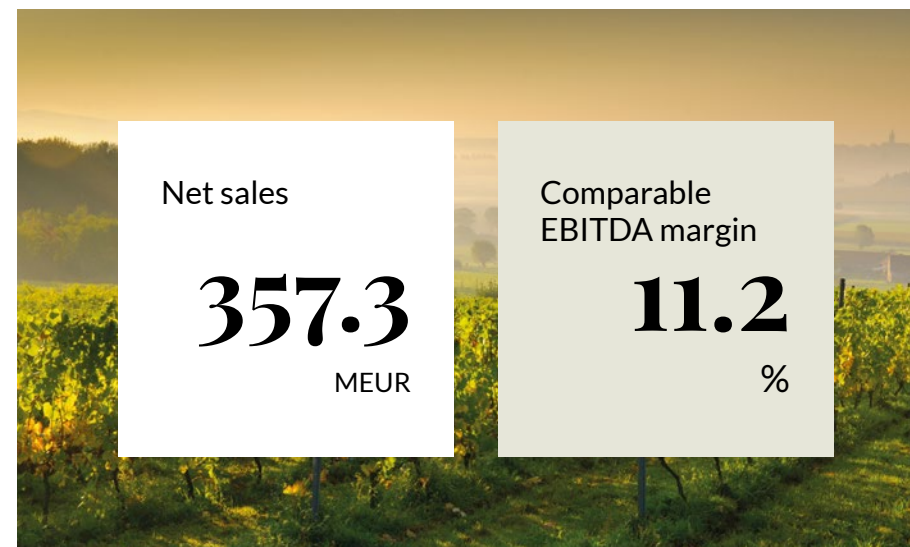 Net sales
357.3
MEUR
Comparable
EBITDA margin
11.2
%